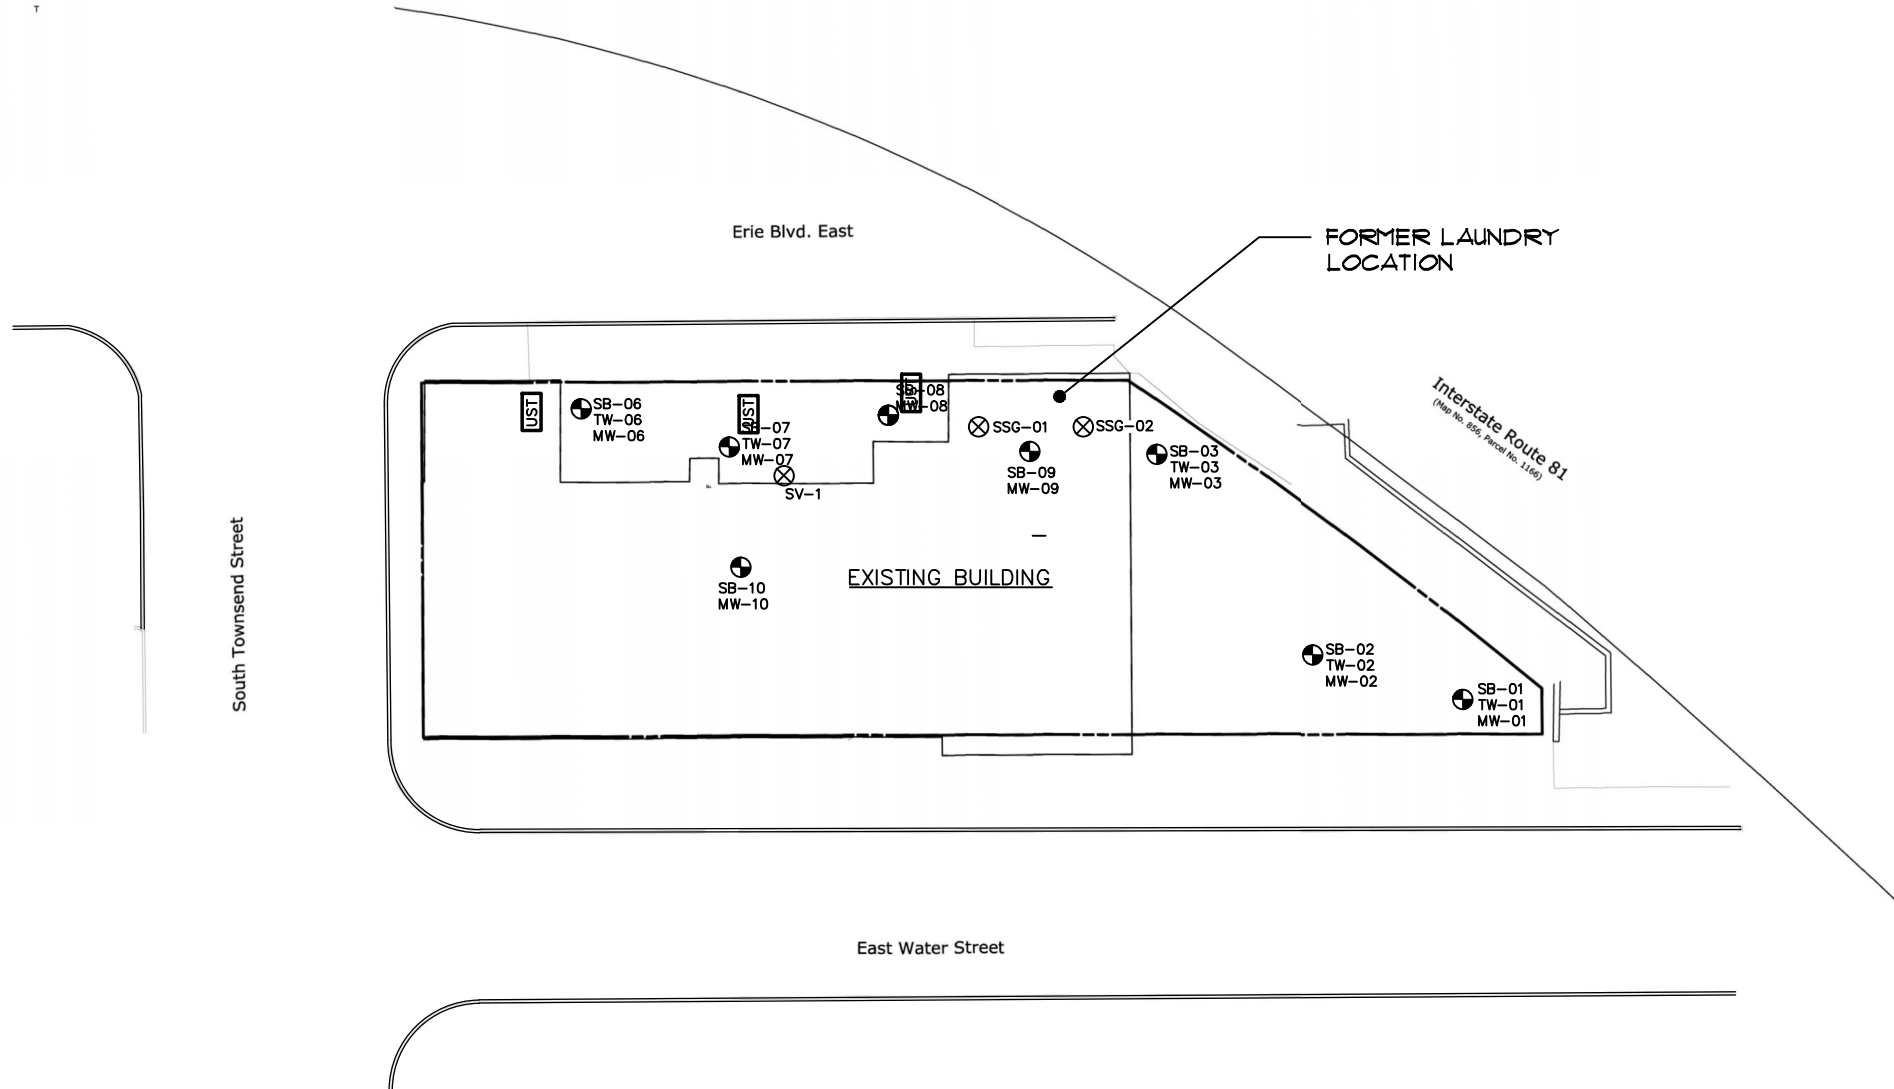 T
Erie Blvd. East
FORMER LAUNDRY
LOCATION
Interstate Route 81
(Map No. 856, Parcel No. 1166)
UST
SB-06
TW-06
MW-06
UST
SB-07
TW-07
MW-07
SV-1
UST
SB-08
MW-08
SSG-01
SSG-02
SB-09
MW-09
SB-03
TW-03
MW-03
South Townsend Street
EXISTING BUILDING
SB-10
MW-10
SB-02
TW-02
MW-02
SB-01
TW-01
MW-01
East Water Street